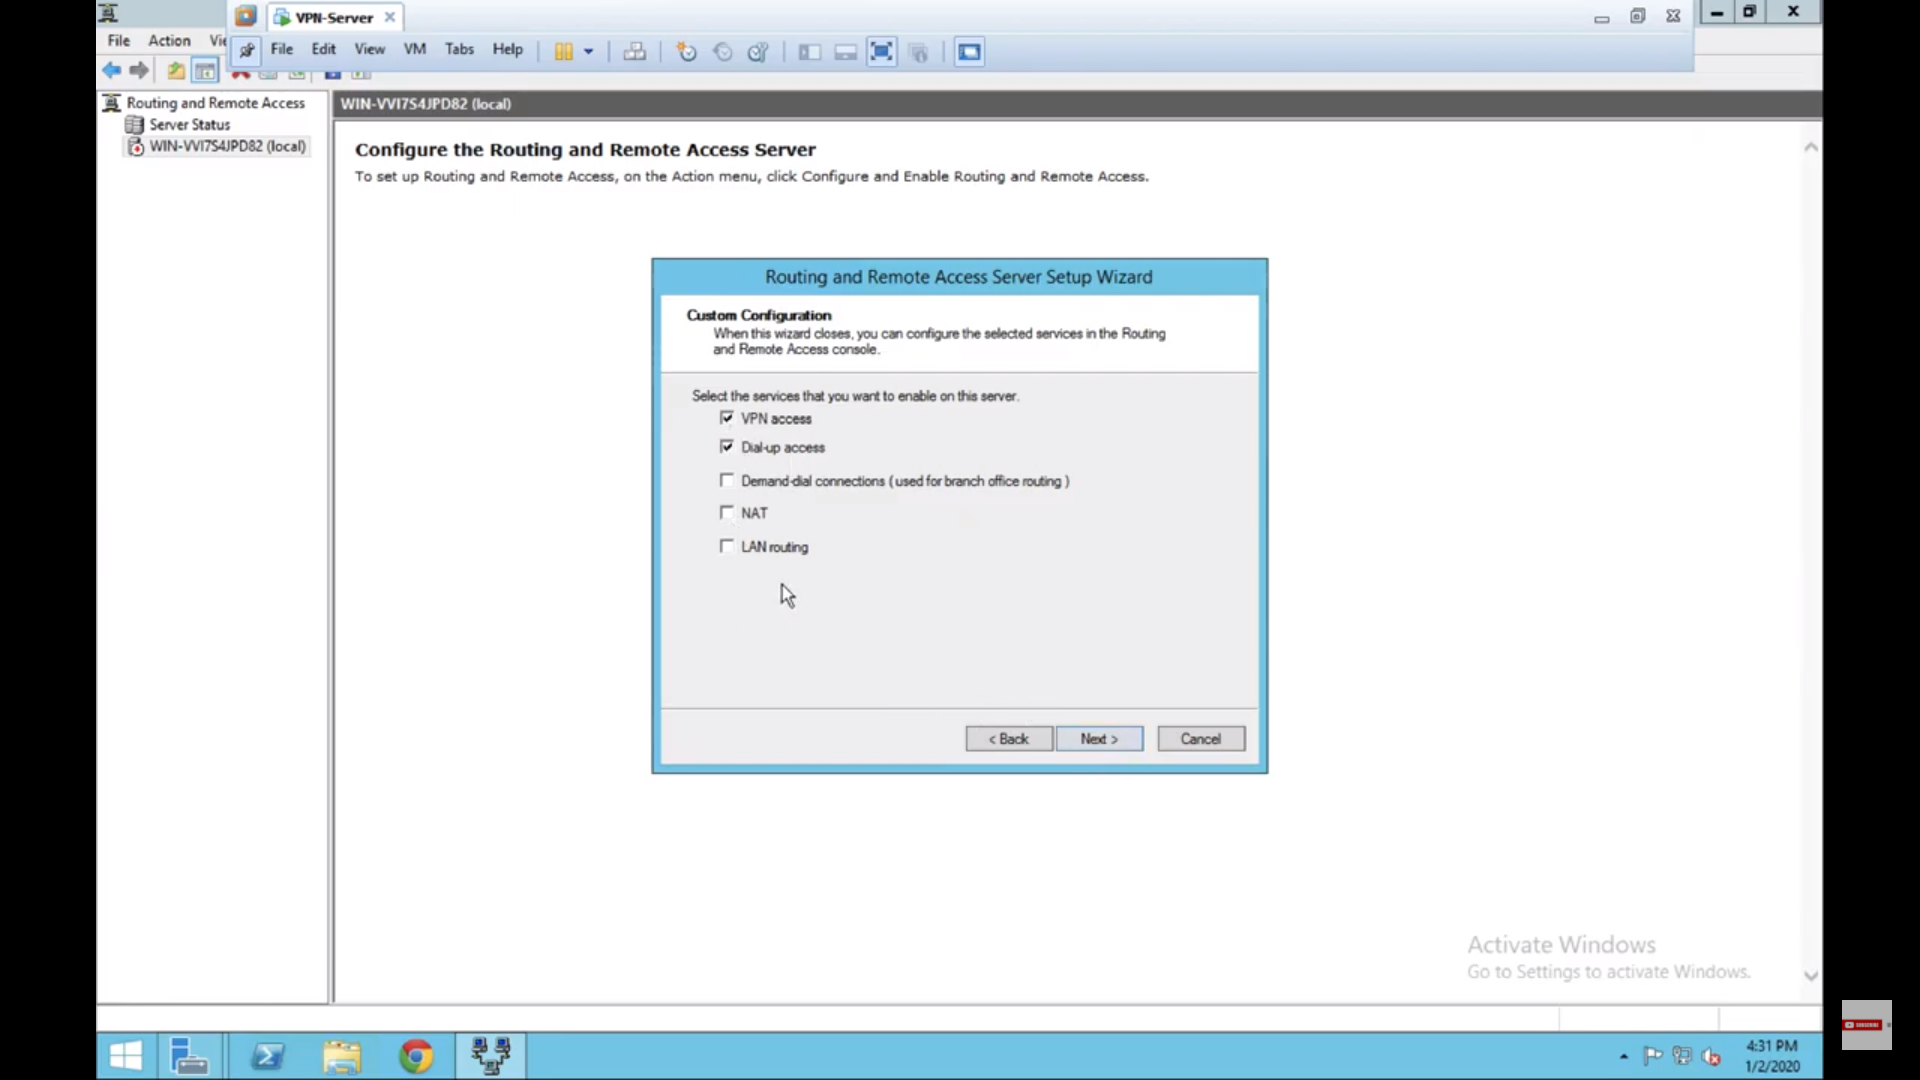 VPN-Server
File Action Vi
File Edit View VM Tabs Help
Routing and Remote Access
Server Status
WIN-VVI7S4JPD82 (local)
WIN-VVI7S4JPD82 (local)
Configure the Routing and Remote Access Server
To set up Routing and Remote Access, on the Action menu, click Configure and Enable Routing and Remote Access.
Routing and Remote Access Server Setup Wizard
Custom Configuration
When this wizard closes, you can configure the selected services in the Routing
and Remote Access console.
Select the services that you want to enable on this server.
VPN access
Dial-up access
Demand-dial connections ( used for branch office routing )
NAT
LAN routing
< Back
Next >
Cancel
Activate Windows
Go to Settings to activate Windows.
SUBSCRIBE
4:31 PM
1/2/2020